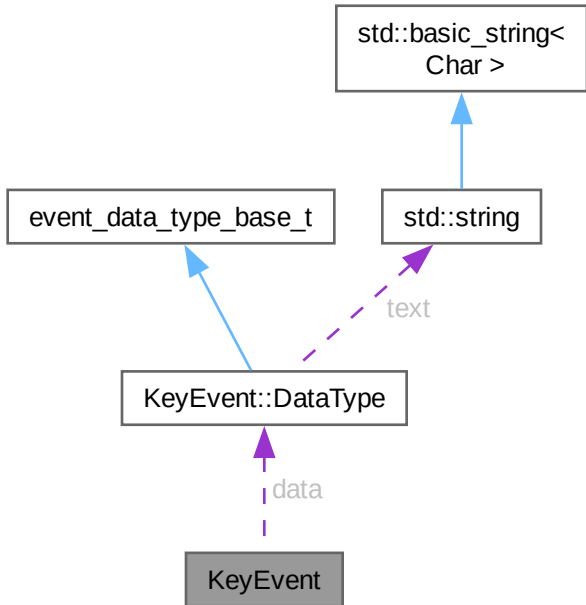 std::basic_string<
Char >
event_data_type_base_t
std::string
text
KeyEvent::DataType
data
KeyEvent